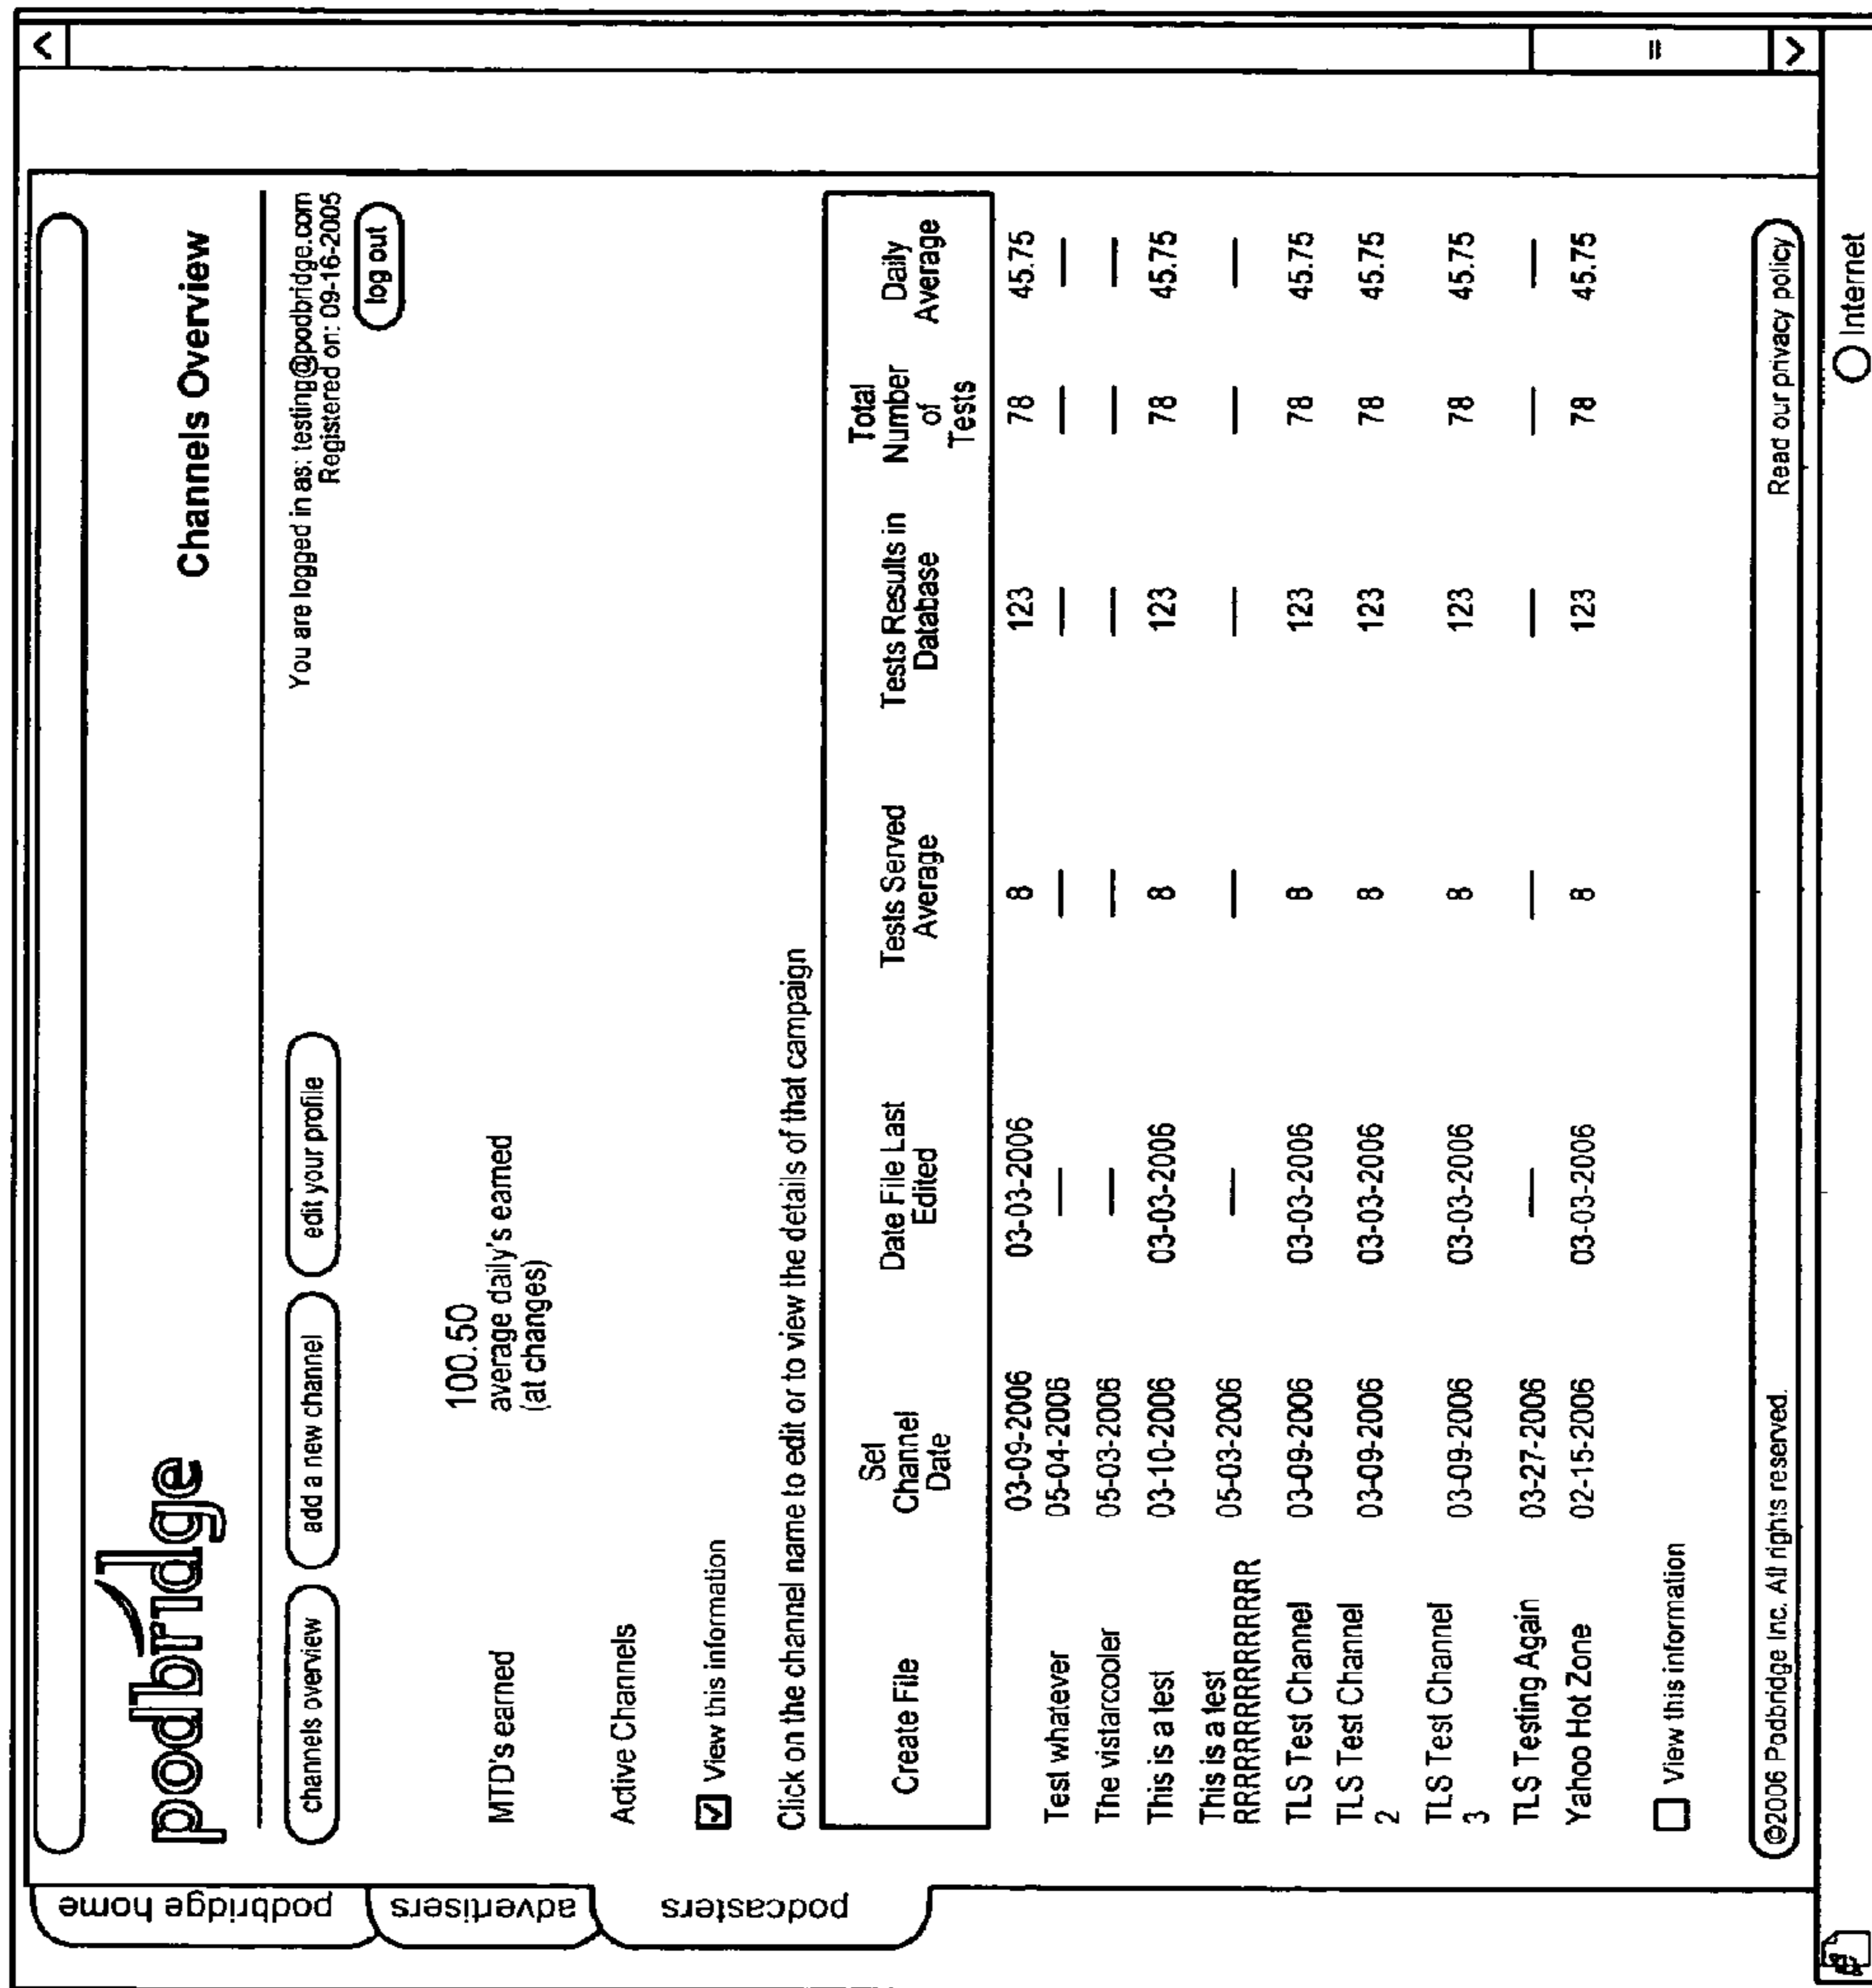 podbridge home
advertisers
podcasters
podbridge
Channels Overview
channels overview
add a new channel
edit your profile
You are logged in as: testing@podbridge.com
Registered on: 09-16-2005
log out
MTD's earned
100.50
average daily's earned
(at changes)
Active Channels
View this information
Click on the channel name to edit or to view the details of that campaign
Create File
Sel
Channel
Date
Date File Last
Edited
Tests Served
Average
Tests Results in
Database
Total
Number
of
Tests
Daily
Average
03-09-2006 03-03-2006 8 123 78 45.75
Test whatever 05-04-2006 — — — — —
The vistarcooler 05-03-2006 — — — — —
This is a test 03-10-2006 03-03-2006 8 123 78 45.75
This is a test
RRRRRRRRRRRRRRR 05-03-2006 — — — — —
TLS Test Channel 03-09-2006 03-03-2006 8 123 78 45.75
TLS Test Channel 03-09-2006 03-03-2006 8 123 78 45.75
2
TLS Test Channel 03-09-2006 03-03-2006 8 123 78 45.75
3
TLS Testing Again 03-27-2006 — — — — —
Yahoo Hot Zone 02-15-2006 03-03-2006 8 123 78 45.75
View this information
©2006 Podbridge Inc. All rights reserved.
Read our privacy policy
Internet